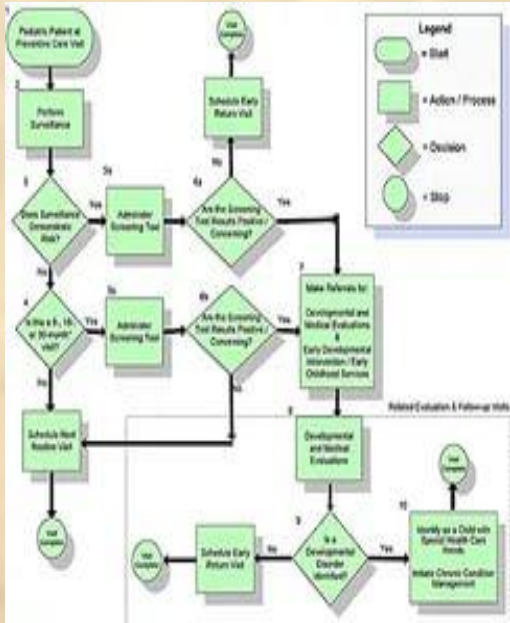 1
Pediatric Patient at
Preventive Care Visit
2
Perform
Surveillance
3
Does Surveillance
Demonstrate
Risk?
Yes
5a
Administer
Screening Tool
6a
Are the Screening
Tool Results Positive /
Concerning?
No
Schedule Early
Return Visit
Visit
Complete
Yes
No
4
Is this a 9-, 18-
or 30-month*
visit?
Yes
5b
Administer
Screening Tool
6b
Are the Screening
Tool Results Positive /
Concerning?
Yes
No
7
Make Referrals for:
Developmental and
Medical Evaluations
&
Early Developmental
Intervention / Early
Childhood Services
No
Schedule Next
Routine Visit
Visit
Complete
Related Evaluation & Follow-up Visits
8
Developmental
and Medical
Evaluations
9
Is a
Developmental
Disorder
Identified?
No
Schedule Early
Return Visit
Visit
Complete
Yes
10
Identify as a Child with
Special Health Care
Needs
Initiate Chronic Condition
Management
Visit
Complete
Legend
= Start
= Action / Process
= Decision
= Stop